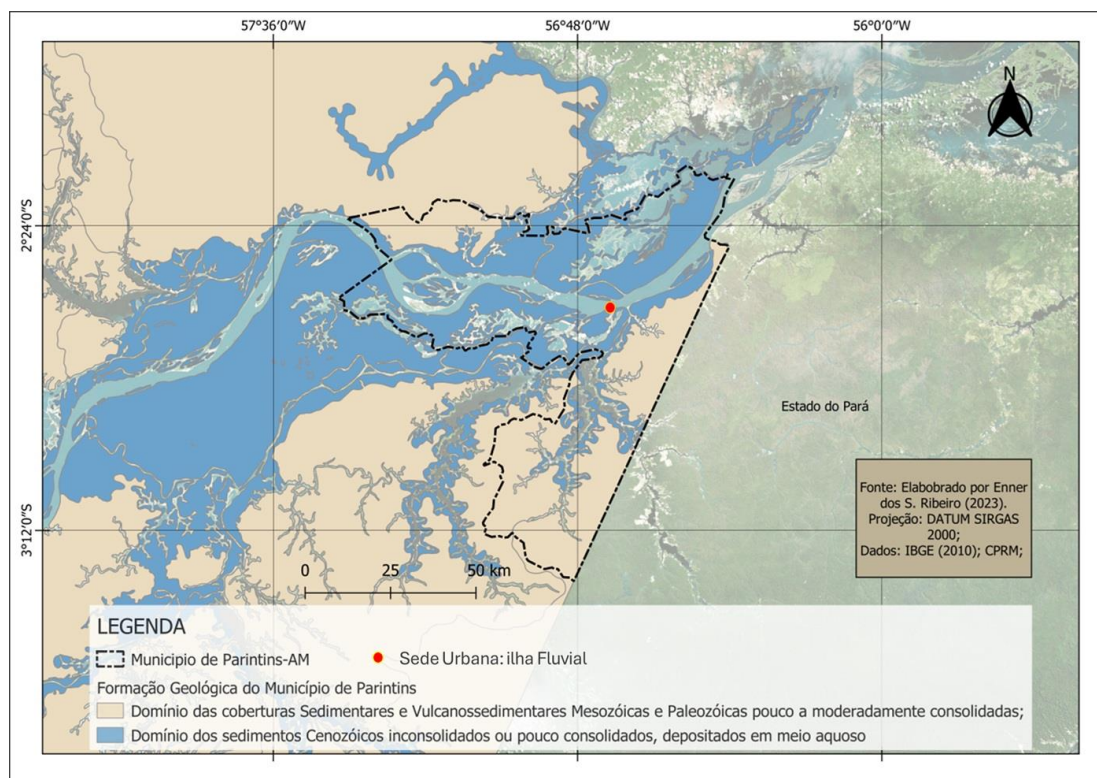 57°36'0"W
56°48'0"W
56°0'0"W
N
2°24'0"S
Estado do Pará
Fonte: Elabobrado por Enner
dos S. Ribeiro (2023).
Projeção: DATUM SIRGAS
2000;
Dados: IBGE (2010); CPRM;
3°12'0"S
0 25 50 km
LEGENDA
Municipio de Parintins-AM
Sede Urbana: ilha Fluvial
Formação Geológica do Município de Parintins
Domínio das coberturas Sedimentares e Vulcanossedimentares Mesozóicas e Paleozóicas pouco a moderadamente consolidadas;
Domínio dos sedimentos Cenozóicos inconsolidados ou pouco consolidados, depositados em meio aquoso